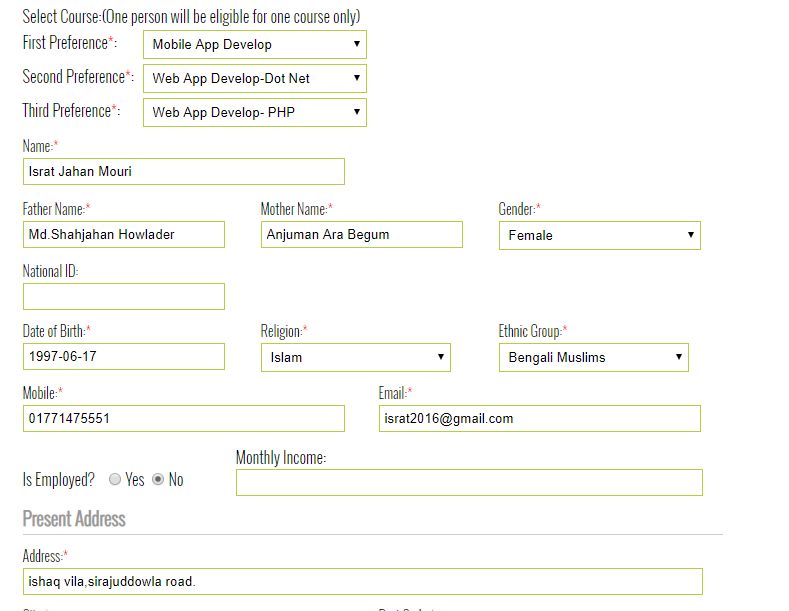 Select Course:(One person will be eligible for one course only)
First Preference*: Mobile App Develop
Second Preference*: Web App Develop-Dot Net
Third Preference*: Web App Develop- PHP
Name:*
Israt Jahan Mouri
Father Name:* Mother Name:* Gender:*
Md.Shahjahan Howlader Anjuman Ara Begum Female
National ID:
Date of Birth:* Religion:* Ethnic Group:*
1997-06-17 Islam Bengali Muslims
Mobile:* Email:*
01771475551 israt2016@gmail.com
Monthly Income:
Is Employed? Yes No
Present Address
Address:*
ishaq vila,sirajuddowla road.